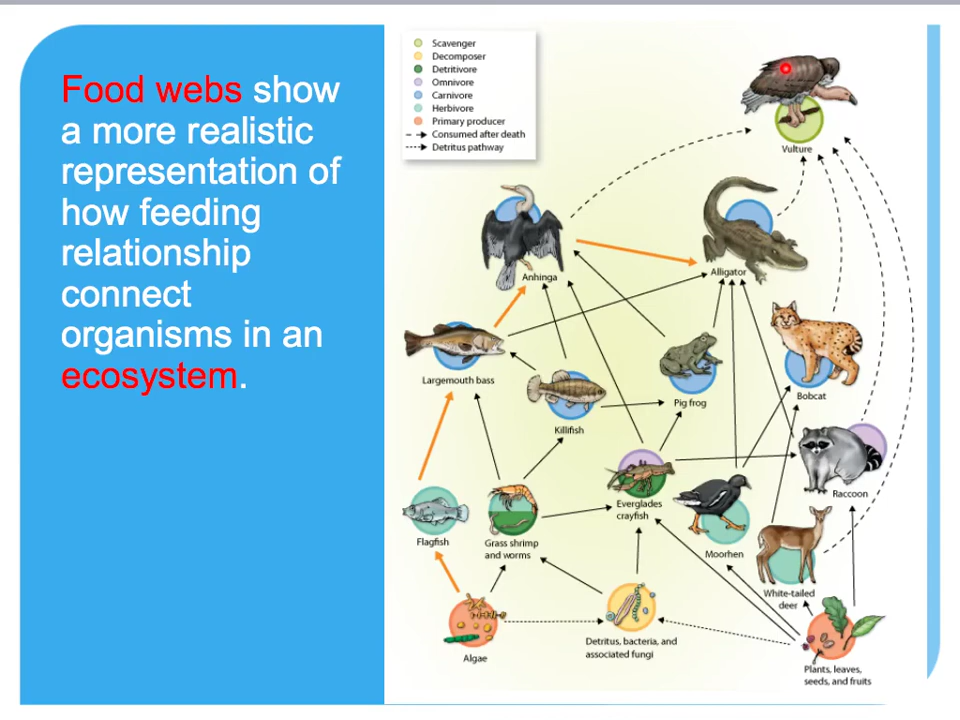 Food webs show
a more realistic
representation of
how feeding
relationship
connect
organisms in an
ecosystem.
Scavenger
Decomposer
Detritivore
Omnivore
Carnivore
Herbivore
Primary producer
Consumed after death
Detritus pathway
Vulture
Anhinga
Alligator
Largemouth bass
Killifish
Pig frog
Bobcat
Raccoon
Everglades
crayfish
Flagfish
Grass shrimp
and worms
Moorhen
White-tailed
deer
Algae
Detritus, bacteria, and
associated fungi
Plants, leaves,
seeds, and fruits